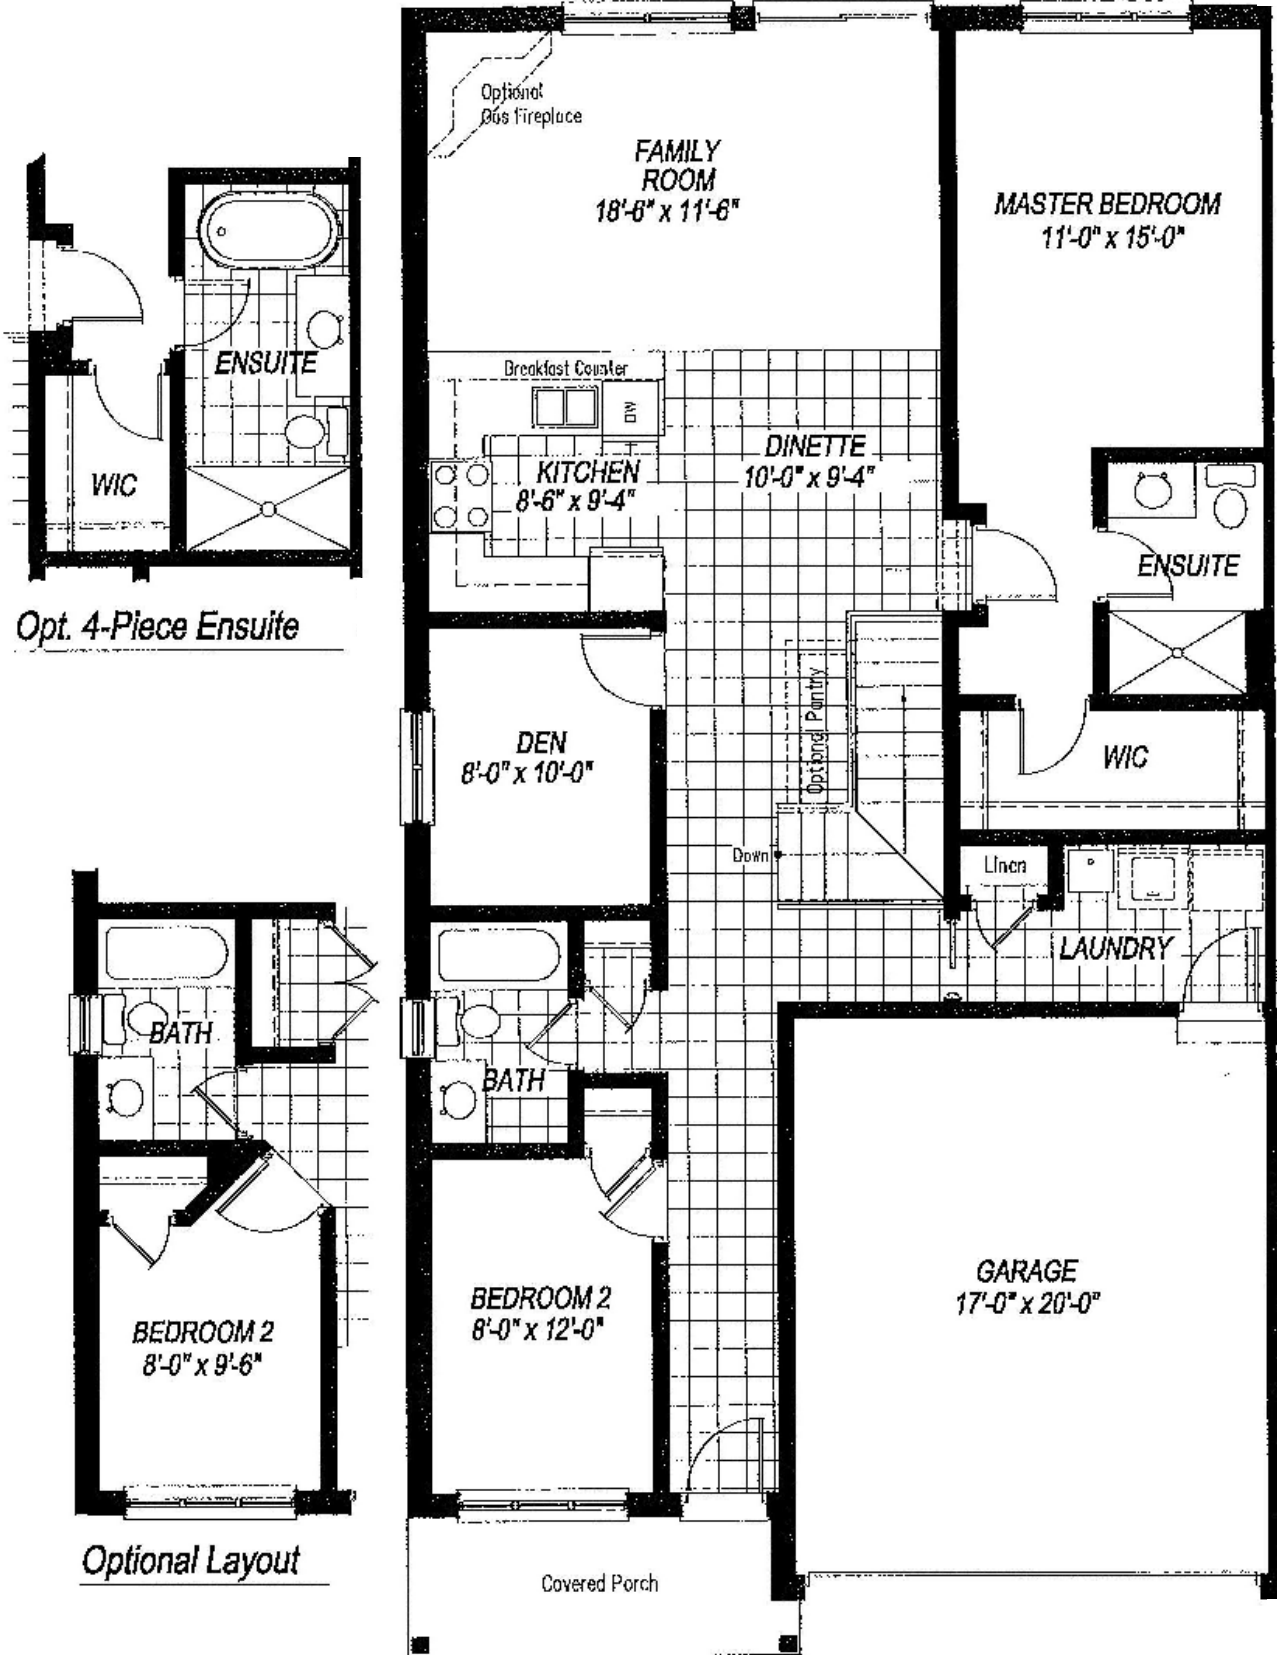 Optional
Gas Fireplace
FAMILY
ROOM
18'-6" x 11'-6"
MASTER BEDROOM
11'-0" x 15'-0"
ENSUITE
WIC
Opt. 4-Piece Ensuite
Breakfast Counter
DW
KITCHEN
8'-6" x 9'-4"
DINETTE
10'-0" x 9'-4"
ENSUITE
DEN
8'-0" x 10'-0"
Optional Pantry
WIC
Down
Linen
LAUNDRY
BATH
BATH
BEDROOM 2
8'-0" x 9'-6"
Optional Layout
BEDROOM 2
8'-0" x 12'-0"
GARAGE
17'-0" x 20'-0"
Covered Porch